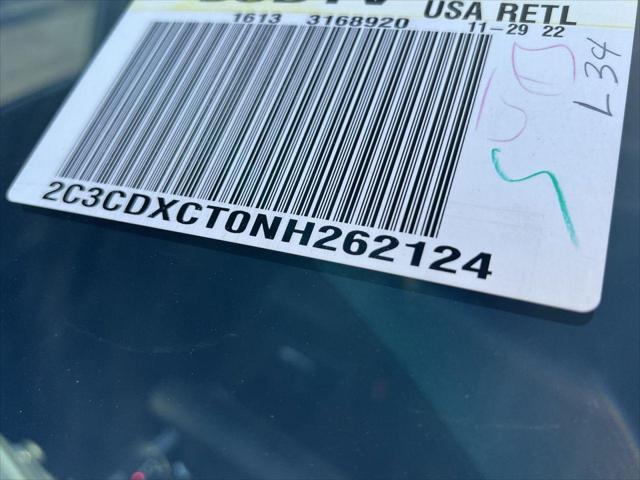 USA RETL
1613 3168920 11-29 22
L34
2C3CDXCT0NH262124